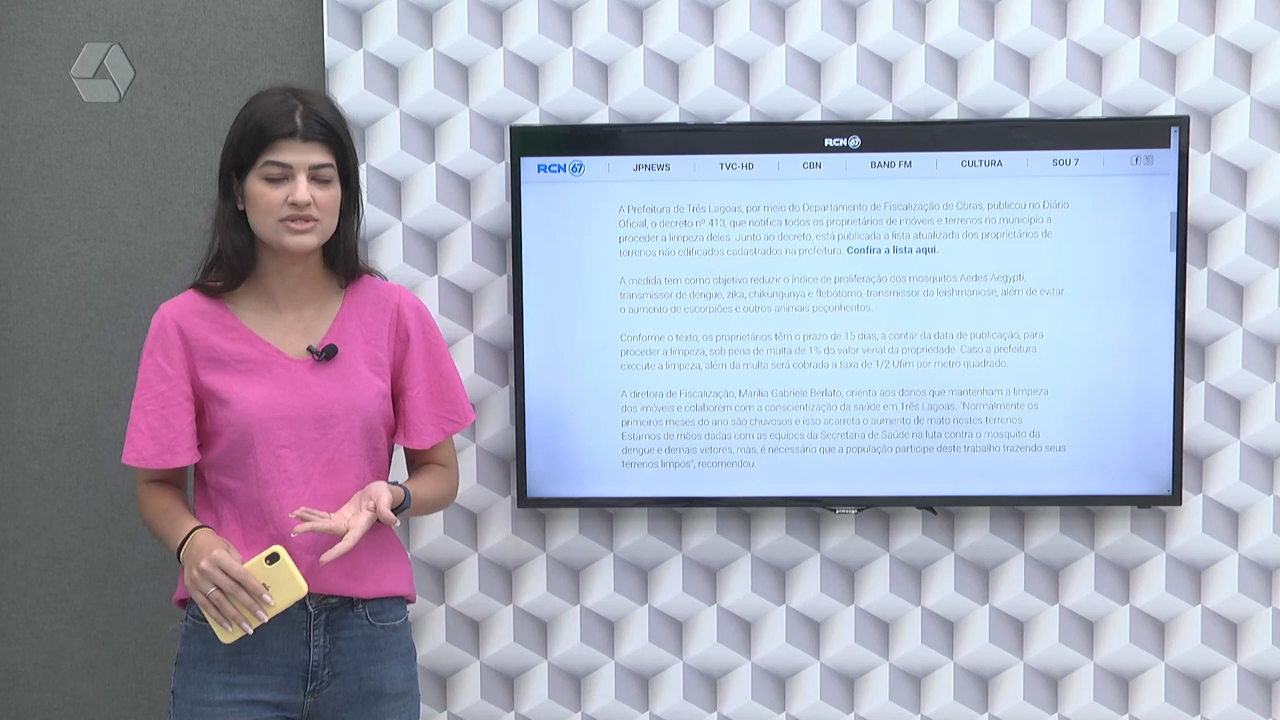 RCN 67
RCN 67
JPNEWS
TVC-HD
CBN
BAND FM
CULTURA
SOU 7
A Prefeitura de Três Lagoas, por meio do Departamento de Fiscalização de Obras, publicou no Diário
Oficial, o decreto nº 413, que notifica todos os proprietários de imóveis e terrenos no município a
proceder a limpeza deles. Junto ao decreto, está publicada a lista atualizada dos proprietários de
terrenos não edificados cadastrados na prefeitura. Confira a lista aqui.
A medida tem como objetivo reduzir o índice de proliferação dos mosquitos Aedes Aegypti,
transmissor de dengue, zika, chikungunya e flebótomo, transmissor da leishmaniose, além de evitar
o aumento de escorpiões e outros animais peçonhentos.
Conforme o texto, os proprietários têm o prazo de 15 dias, a contar da data de publicação, para
proceder a limpeza, sob pena de multa de 1% do valor venal da propriedade. Caso a prefeitura
execute a limpeza, além da multa será cobrada a taxa de 1/2 Ufim por metro quadrado.
A diretora de Fiscalização, Marília Gabriele Berlato, orienta aos donos que mantenham a limpeza
dos imóveis e colaborem com a conscientização da saúde em Três Lagoas. "Normalmente os
primeiros meses do ano são chuvosos e isso acarreta o aumento de mato nestes terrenos
Estamos de mãos dadas com as equipes da Secretaria de Saúde na luta contra o mosquito da
dengue e demais vetores, mas, é necessário que a população participe deste trabalho trazendo seus
terrenos limpos", recomendou.
SAMSUNG